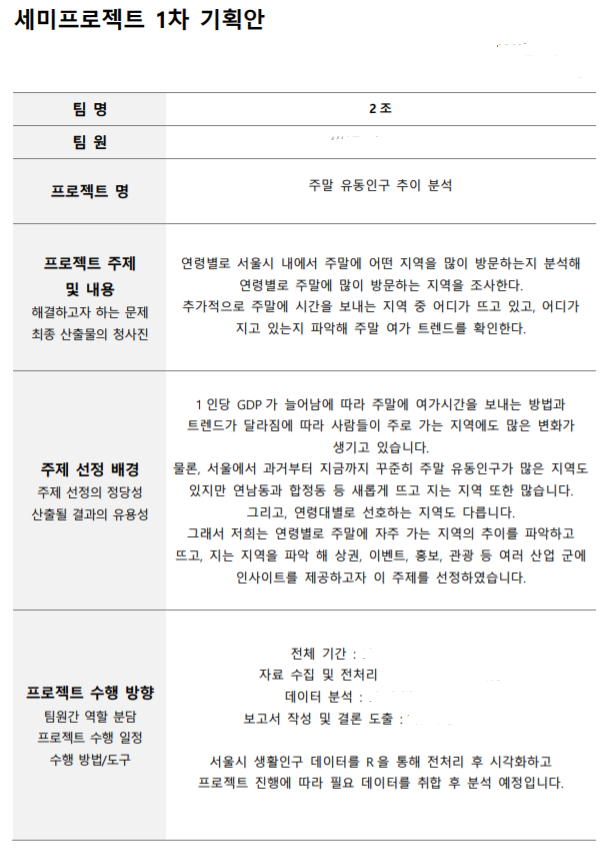 세미프로젝트 1차 기획안
팀 명
2조
팀 원
프로젝트 명
주말 유동인구 추이 분석
프로젝트 주제
및 내용
해결하고자 하는 문제
최종 산출물의 청사진
연령별로 서울시 내에서 주말에 어떤 지역을 많이 방문하는지 분석해
연령별로 주말에 많이 방문하는 지역을 조사한다.
추가적으로 주말에 시간을 보내는 지역 중 어디가 뜨고 있고, 어디가
지고 있는지 파악해 주말 여가 트렌드를 확인한다.
주제 선정 배경
주제 선정의 정당성
산출될 결과의 유용성
1인당 GDP가 늘어남에 따라 주말에 여가시간을 보내는 방법과
트렌드가 달라짐에 따라 사람들이 주로 가는 지역에도 많은 변화가
생기고 있습니다.
물론, 서울에서 과거부터 지금까지 꾸준히 주말 유동인구가 많은 지역도
있지만 연남동과 합정동 등 새롭게 뜨고 지는 지역 또한 많습니다.
그리고, 연령대별로 선호하는 지역도 다릅니다.
그래서 저희는 연령별로 주말에 자주 가는 지역의 추이를 파악하고
뜨고, 지는 지역을 파악 해 상권, 이벤트, 홍보, 관광 등 여러 산업 군에
인사이트를 제공하고자 이 주제를 선정하였습니다.
프로젝트 수행 방향
팀원간 역할 분담
프로젝트 수행 일정
수행 방법/도구
전체 기간 :
자료 수집 및 전처리
데이터 분석 :
보고서 작성 및 결론 도출 :
서울시 생활인구 데이터를 R을 통해 전처리 후 시각화하고
프로젝트 진행에 따라 필요 데이터를 취합 후 분석 예정입니다.